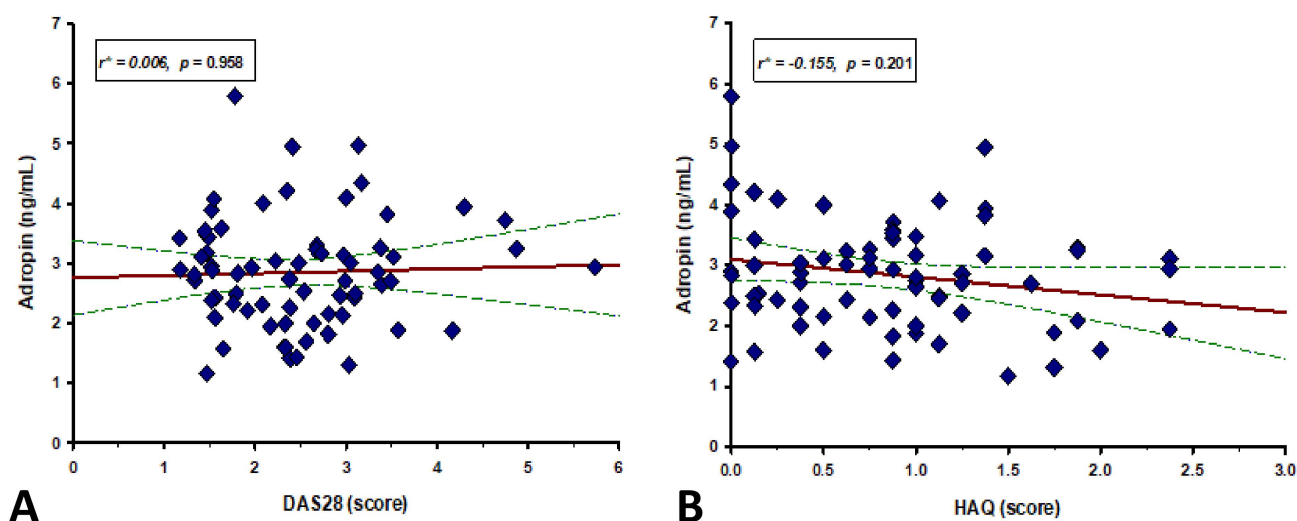 7
6
5
4
3
2
1
0
Adropin (ng/mL)
r* = 0.006, p = 0.958
0 1 2 3 4 5 6
DAS28 (score)
A
7
6
5
4
3
2
1
0
Adropin (ng/mL)
r* = -0.155, p = 0.201
0.0 0.5 1.0 1.5 2.0 2.5 3.0
HAQ (score)
B